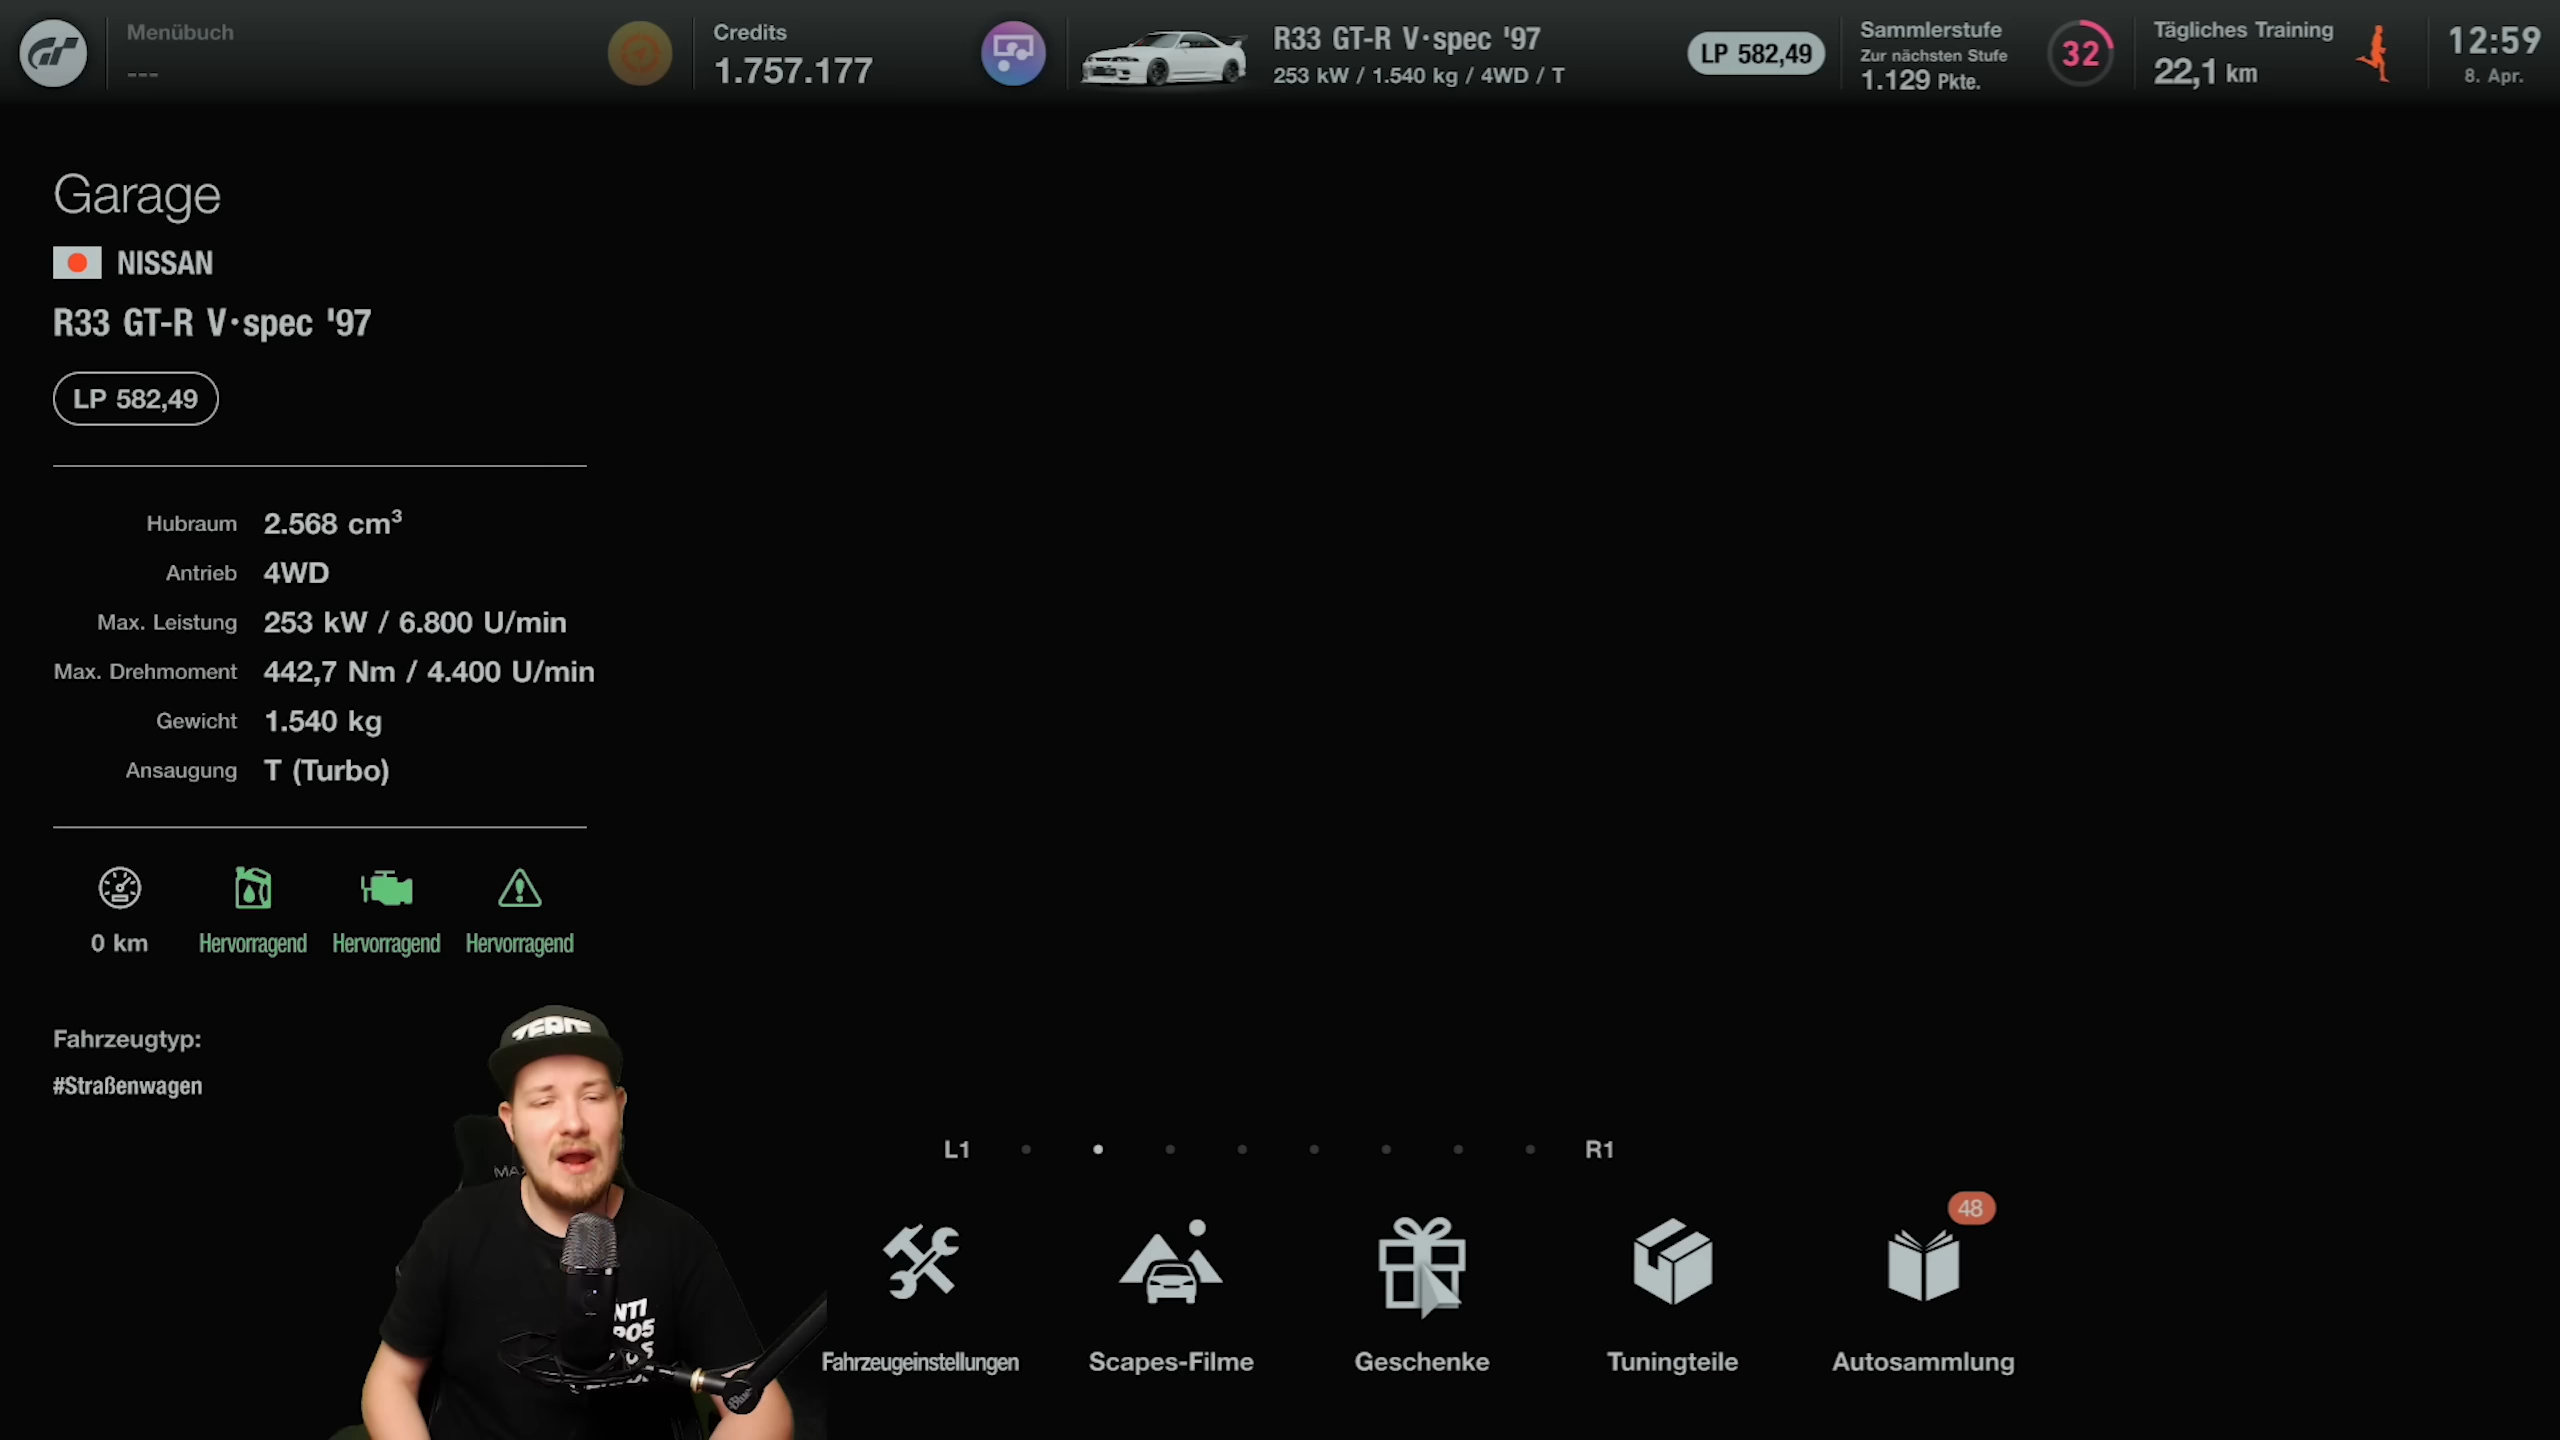 Menübuch
---
Credits
1.757.177
R33 GT-R V·spec '97
253 kW / 1.540 kg / 4WD / T
LP 582,49
Sammlerstufe
Zur nächsten Stufe
1.129 Pkte.
32
Tägliches Training
22,1 km
12:59
8. Apr.
Garage
NISSAN
R33 GT-R V·spec '97
LP 582,49
Hubraum 2.568 cm³
Antrieb 4WD
Max. Leistung 253 kW / 6.800 U/min
Max. Drehmoment 442,7 Nm / 4.400 U/min
Gewicht 1.540 kg
Ansaugung T (Turbo)
0 km
Hervorragend
Hervorragend
Hervorragend
Fahrzeugtyp:
#Straßenwagen
L1
R1
48
Fahrzeugeinstellungen
Scapes-Filme
Geschenke
Tuningteile
Autosammlung